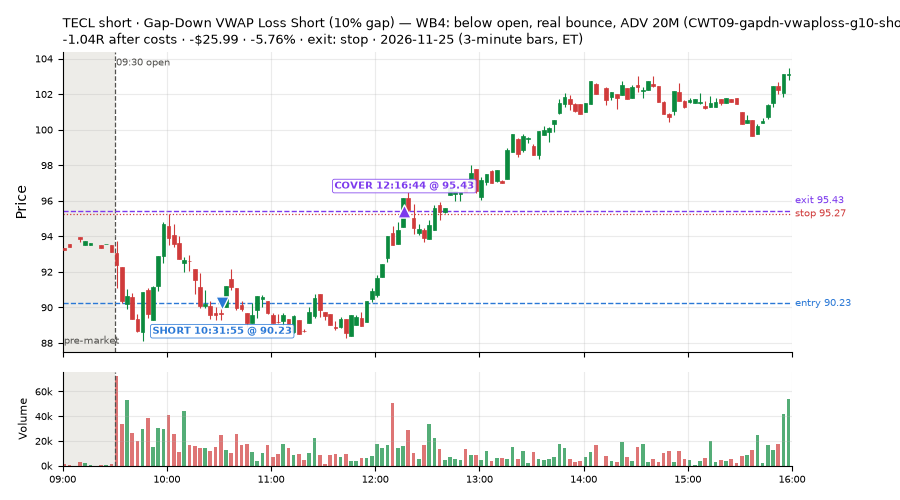 TECL short · Gap-Down VWAP Loss Short (10% gap) — WB4: below open, real bounce, ADV 20M (CWT09-gapdn-vwaploss-g10-sho
-1.04R after costs · -$25.99 · -5.76% · exit: stop · 2026-11-25 (3-minute bars, ET)
09:30 open
pre-market
Price
104
102
100
98
96
94
92
90
88
COVER 12:16:44 @ 95.43
SHORT 10:31:55 @ 90.23
exit 95.43
stop 95.27
entry 90.23
Volume
60k
40k
20k
0k
09:00
10:00
11:00
12:00
13:00
14:00
15:00
16:00